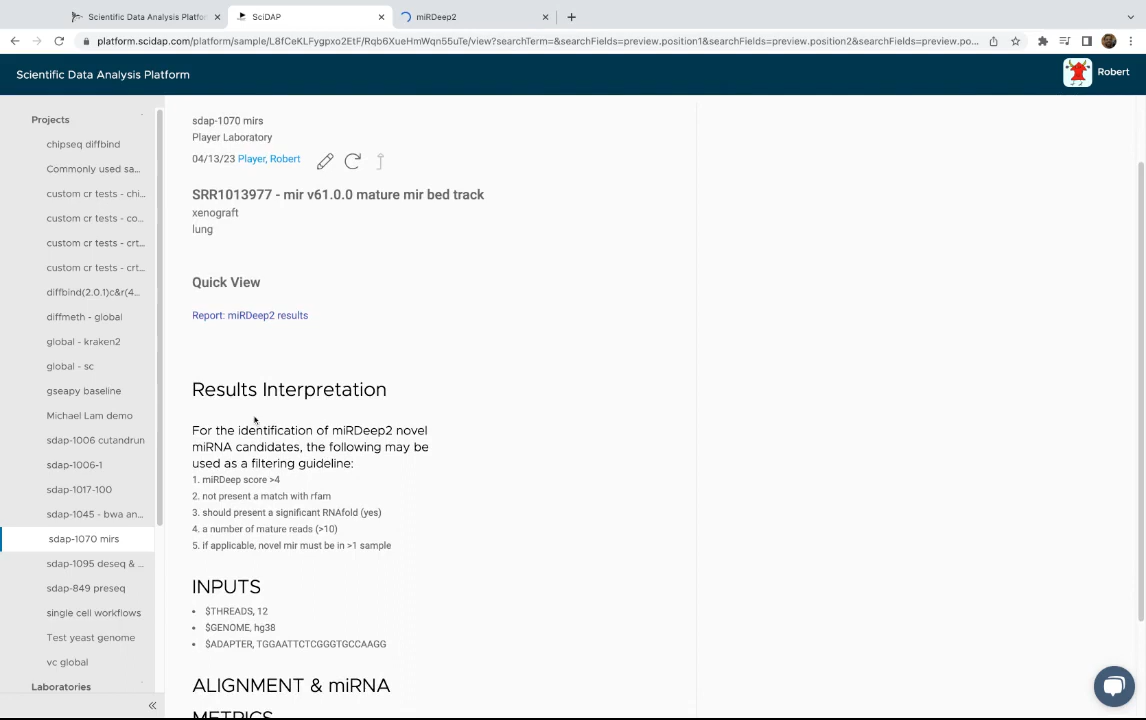 Scientific Data Analysis Platfor
SciDAP
miRDeep2
platform.scidap.com/platform/sample/L8fCeKLFygpxo2EtF/Rqb6XueHmWqn55uTe/view?searchTerm=&searchFields=preview.position1&searchFields=preview.position2&searchFields=preview.po...
Scientific Data Analysis Platform
Robert
Projects
chipseq diffbind
Commonly used sa...
custom cr tests - chi...
custom cr tests - co...
custom cr tests - crt...
custom cr tests - crt...
diffbind(2.0.1)c&r(4...
diffmeth - global
global - kraken2
global - sc
gseapy baseline
Michael Lam demo
sdap-1006 cutandrun
sdap-1006-1
sdap-1017-100
sdap-1045 - bwa an...
sdap-1070 mirs
sdap-1095 deseq & ...
sdap-849 preseq
single cell workflows
Test yeast genome
vc global
Laboratories
sdap-1070 mirs
Player Laboratory
04/13/23 Player, Robert
SRR1013977 - mir v61.0.0 mature mir bed track
xenograft
lung
Quick View
Report: miRDeep2 results
Results Interpretation
For the identification of miRDeep2 novel
miRNA candidates, the following may be
used as a filtering guideline:
1. miRDeep score >4
2. not present a match with rfam
3. should present a significant RNAfold (yes)
4. a number of mature reads (>10)
5. if applicable, novel mir must be in >1 sample
INPUTS
• $THREADS, 12
• $GENOME, hg38
• $ADAPTER, TGGAATTCTCGGGTGCCAAGG
ALIGNMENT & miRNA
METRICS